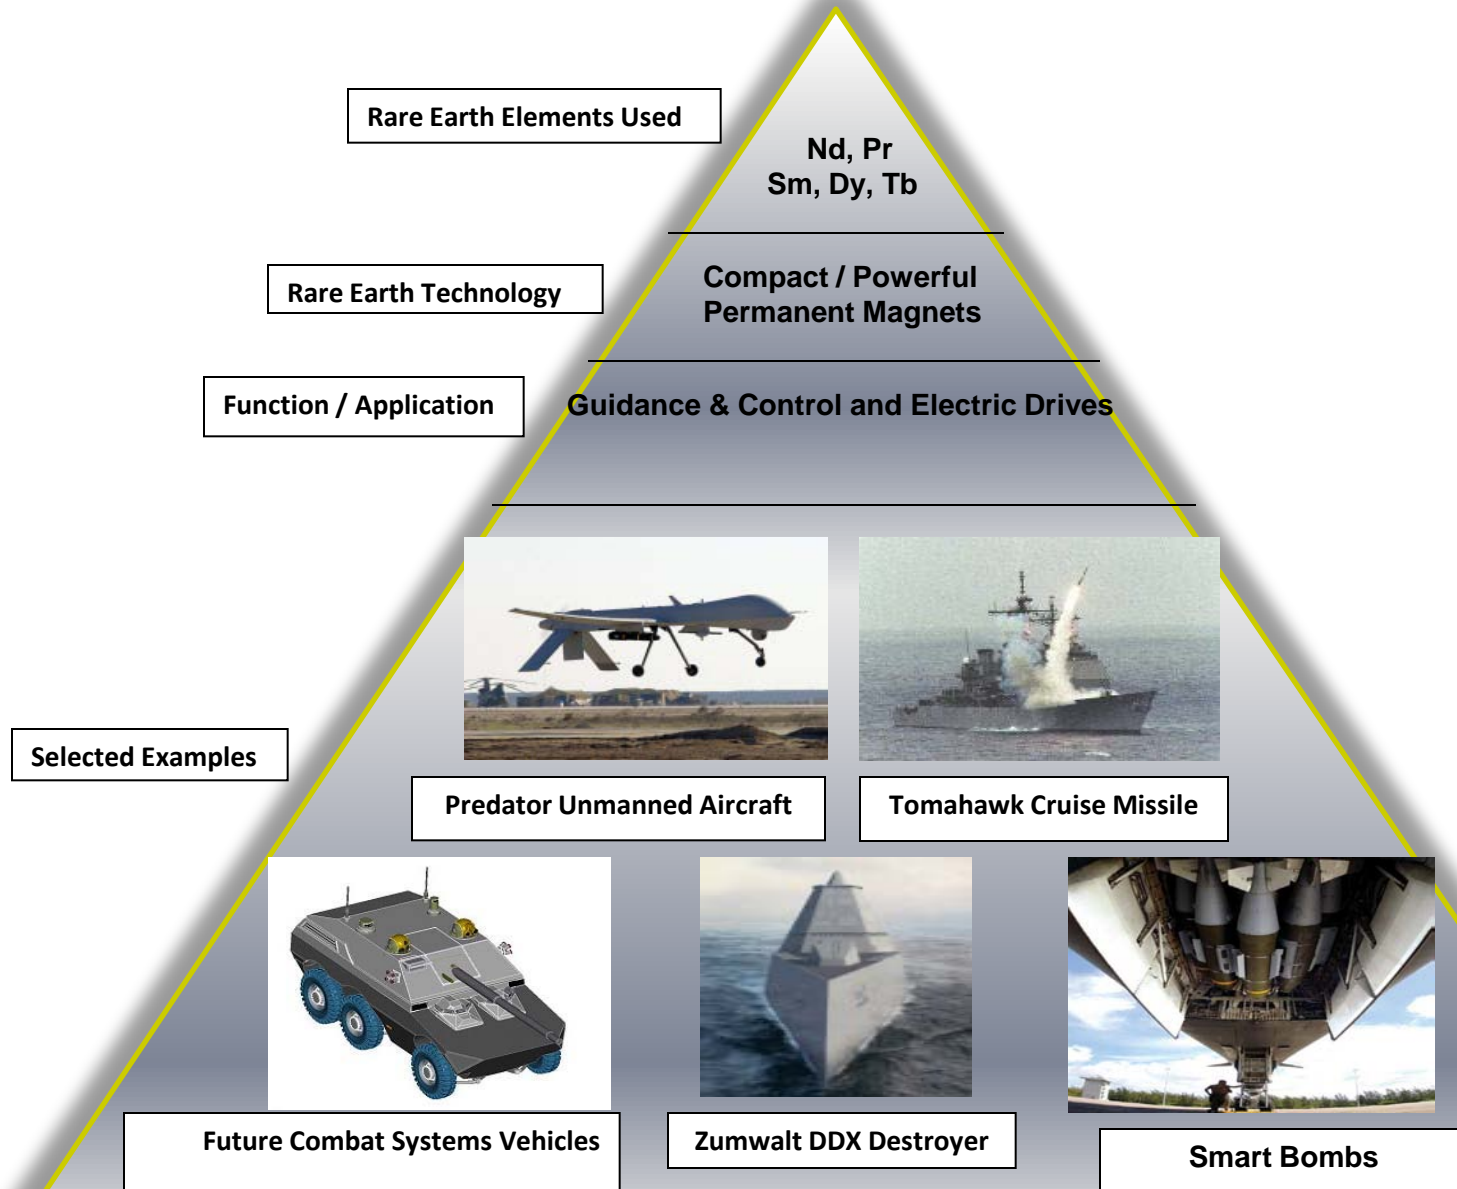 Rare Earth Elements Used
Nd, Pr
Sm, Dy, Tb
Rare Earth Technology
Compact / Powerful
Permanent Magnets
Function / Application
Guidance & Control and Electric Drives
Selected Examples
Predator Unmanned Aircraft
Tomahawk Cruise Missile
Future Combat Systems Vehicles
Zumwalt DDX Destroyer
Smart Bombs